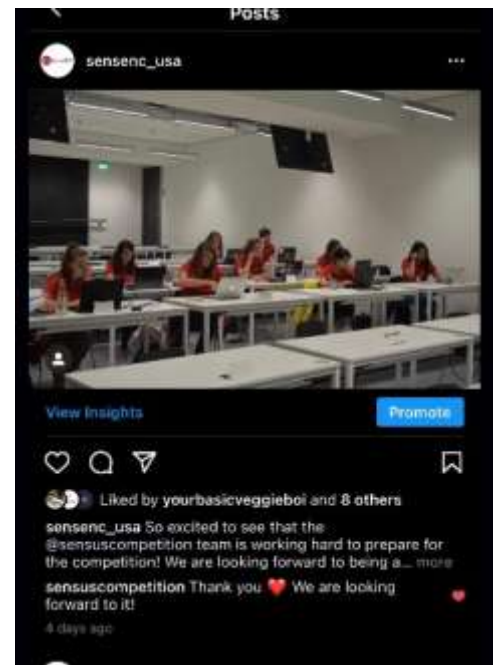 Posts
sensenc_usa
View Insights
Promote
Liked by yourbasicveggieboi and 8 others
sensenc_usa So excited to see that the
@sensuscompetition team is working hard to prepare for
the competition! We are looking forward to being a... more
sensuscompetition Thank you ❤️ We are looking
forward to it!
4 days ago